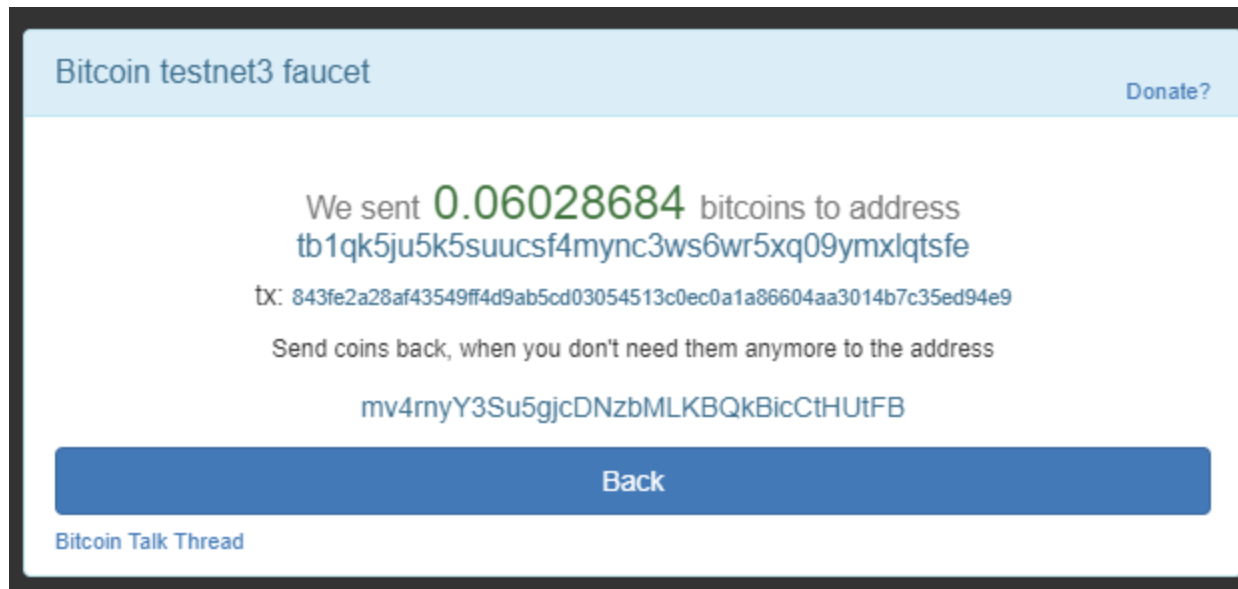 Bitcoin testnet3 faucet
Donate?
We sent 0.06028684 bitcoins to address
tb1qk5ju5k5suucsf4mync3ws6wr5xq09ymxlqtsfe
tx: 843fe2a28af43549ff4d9ab5cd03054513c0ec0a1a86604aa3014b7c35ed94e9
Send coins back, when you don't need them anymore to the address
mv4rnyY3Su5gjcDNzbMLKBQkBicCtHUtFB
Back
Bitcoin Talk Thread